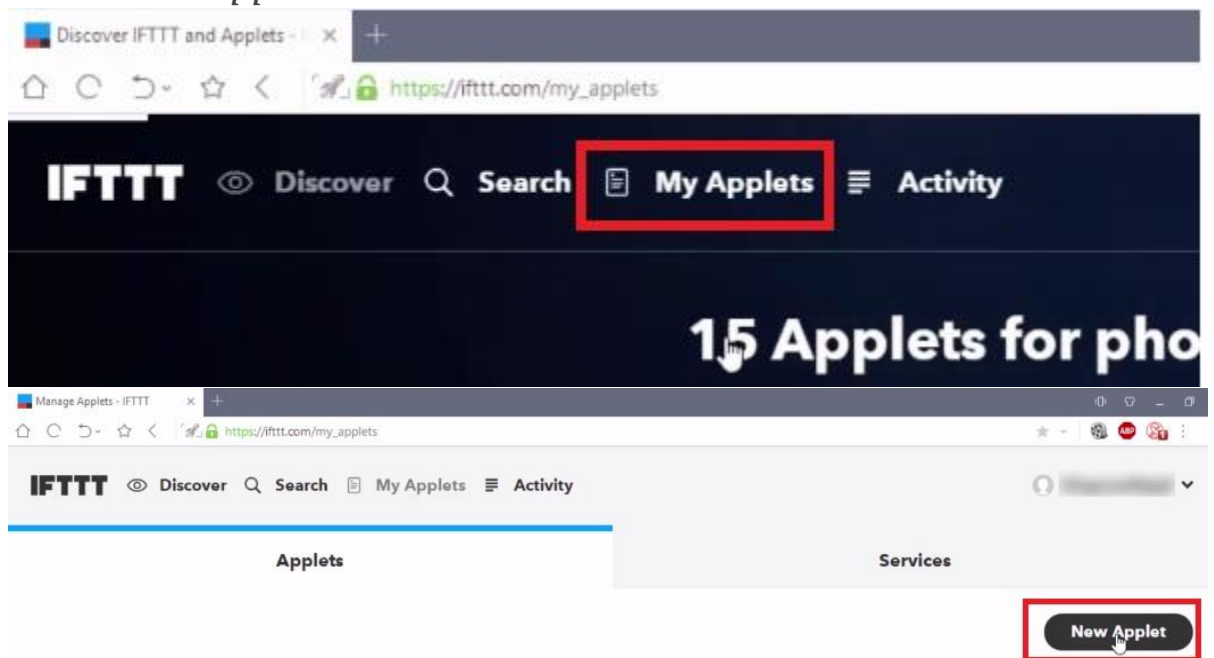 Discover IFTTT and Applets -
https://ifttt.com/my_applets
IFTTT Discover Search My Applets Activity
15 Applets for pho
Manage Applets - IFTTT
https://ifttt.com/my_applets
ABP
IFTTT Discover Search My Applets Activity
Applets Services
New Applet